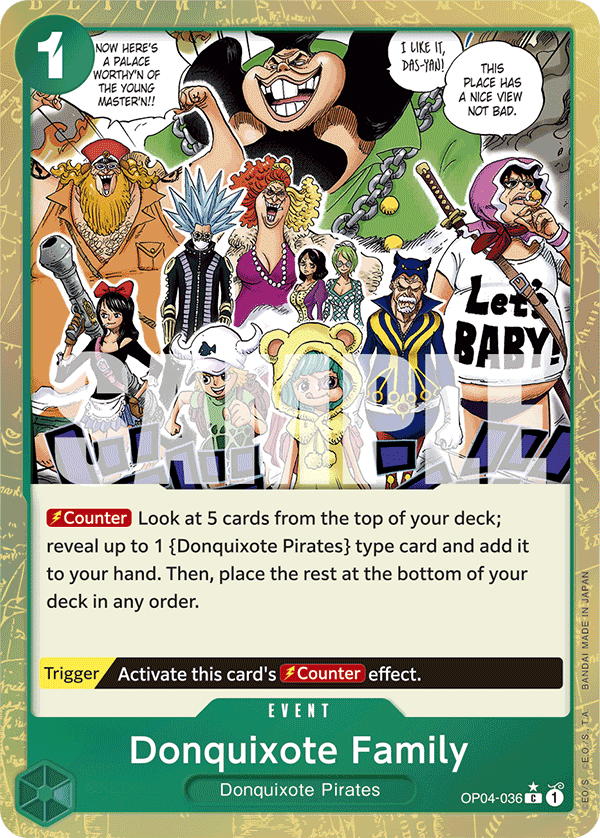 1
NOW HERE'S
A PALACE
WORTHY'N OF
THE YOUNG
MASTER'N!!
I LIKE IT,
DAS-YAN!
THIS
PLACE HAS
A NICE VIEW
NOT BAD.
Let's
BABY!
SAMPLE
Counter Look at 5 cards from the top of your deck;
reveal up to 1 {Donquixote Pirates} type card and add it
to your hand. Then, place the rest at the bottom of your
deck in any order.
Trigger Activate this card's Counter effect.
EVENT
Donquixote Family
Donquixote Pirates
OP04-036 C 1
E.O./S. ©E.O./S, T.A BANDAI MADE IN JAPAN